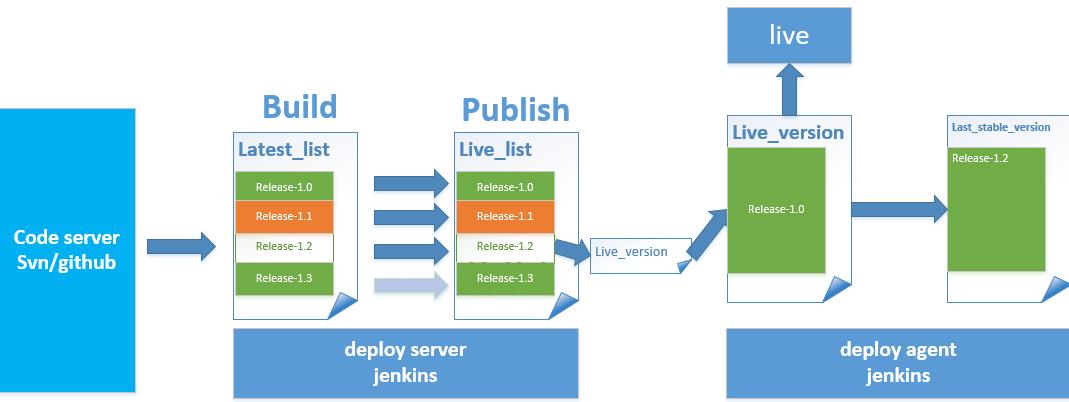 live
Build
Publish
Code server
Svn/github
Latest_list
Release-1.0
Release-1.1
Release-1.2
Release-1.3
Live_list
Release-1.0
Release-1.1
Release-1.2
Release-1.3
Live_version
Live_version
Release-1.0
Last_stable_version
Release-1.2
deploy server
jenkins
deploy agent
jenkins